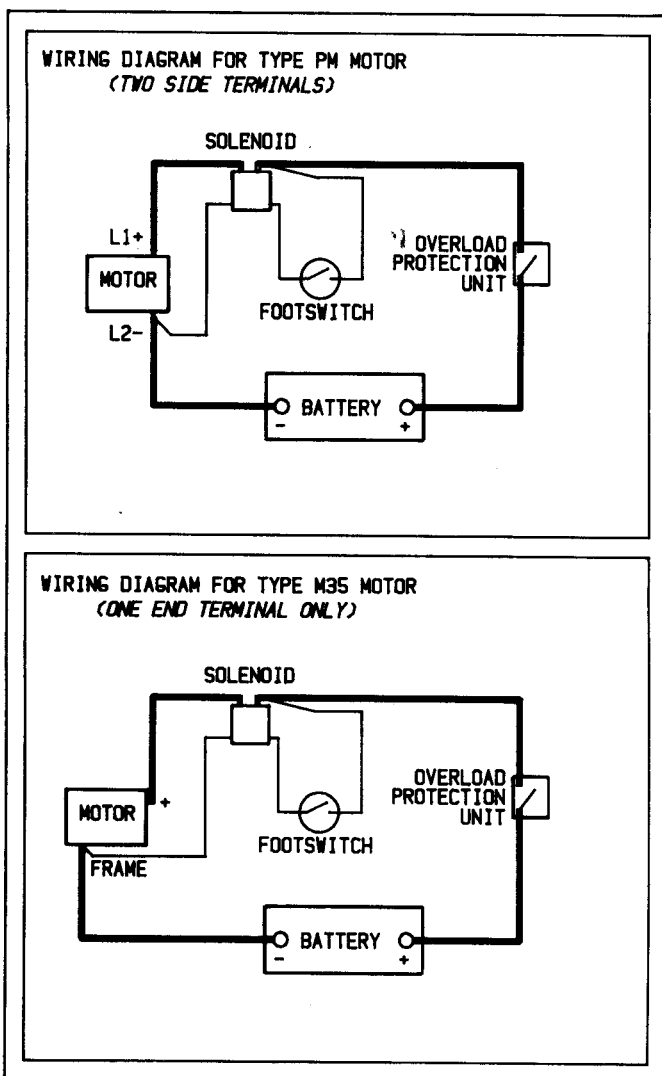 WIRING DIAGRAM FOR TYPE PM MOTOR
(TWO SIDE TERMINALS)
SOLENOID
L1+
MOTOR
L2-
OVERLOAD
PROTECTION
UNIT
FOOTSWITCH
BATTERY
- +
WIRING DIAGRAM FOR TYPE M35 MOTOR
(ONE END TERMINAL ONLY)
SOLENOID
MOTOR
+
FRAME
OVERLOAD
PROTECTION
UNIT
FOOTSWITCH
BATTERY
- +